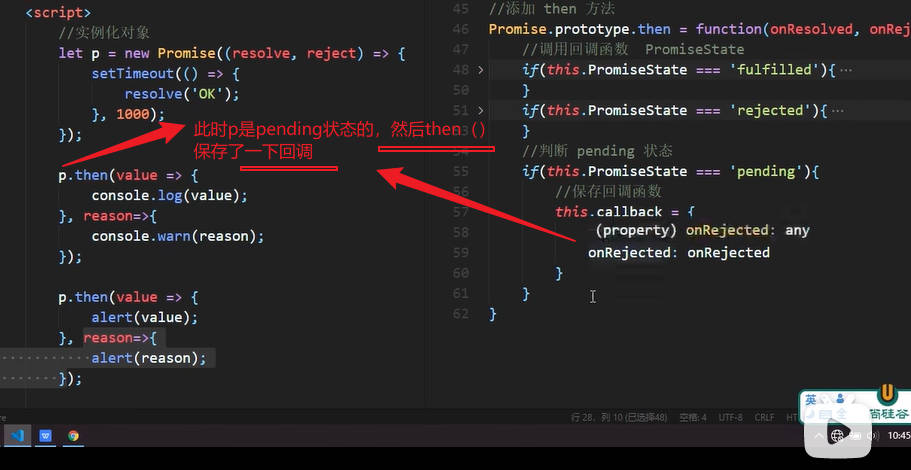 <script>
//实例化对象
let p = new Promise((resolve, reject) => {
setTimeout(() => {
resolve('OK');
}, 1000);
});
此时p是pending状态的，然后then（）
保存了一下回调
p.then(value => {
console.log(value);
}, reason=>{
console.warn(reason);
});
p.then(value => {
alert(value);
}, reason=>{
alert(reason);
});
45 //添加 then 方法
46 Promise.prototype.then = function(onResolved, onRej
47 //调用回调函数 PromiseState
48 if(this.PromiseState === 'fulfilled'){ ···
50 }
51 if(this.PromiseState === 'rejected'){ ···
53 }
54 //判断 pending 状态
55 if(this.PromiseState === 'pending'){
56 //保存回调函数
57 this.callback = {
58 (property) onRejected: any
59 onRejected: onRejected
60 }
61 }
62 }
行 28，列 10 (已选择48) 空格: 4 UTF-8 CRLF HT
英
尚硅谷
10:45